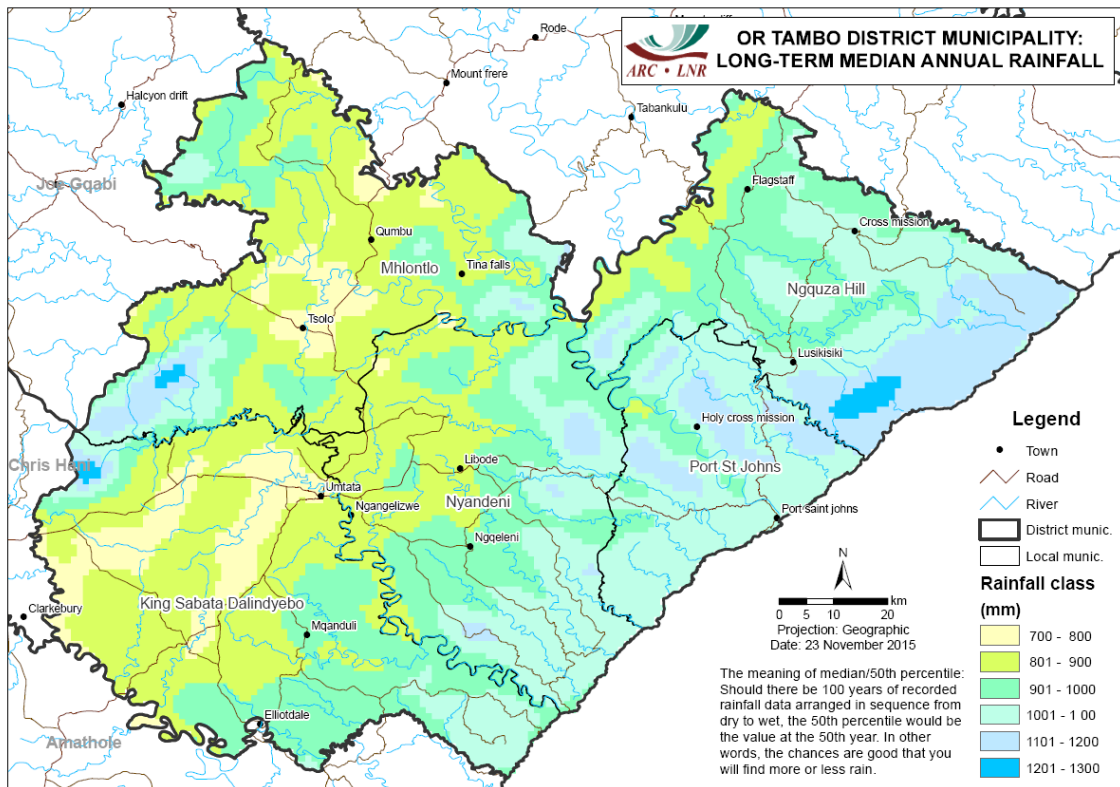 OR TAMBO DISTRICT MUNICIPALITY:
LONG-TERM MEDIAN ANNUAL RAINFALL
ARC • LNR
Rode
Mount frere
Halcyon drift
Tabankulu
Joe Gqabi
Flagstaff
Cross mission
Qumbu
Mhlontlo
Tina falls
Ngquza Hill
Tsolo
Lusikisiki
Holy cross mission
Chris Hani
Libode
Port St Johns
Umtata
Nyandeni
Ngangelizwe
Port saint johns
Ngqeleni
King Sabata Dalindyebo
Clarkebury
Mqanduli
Elliotdale
Amathole
N
km
0 5 10 20
Projection: Geographic
Date: 23 November 2015
The meaning of median/50th percentile:
Should there be 100 years of recorded
rainfall data arranged in sequence from
dry to wet, the 50th percentile would be
the value at the 50th year. In other
words, the chances are good that you
will find more or less rain.
Legend
Town
Road
River
District munic.
Local munic.
Rainfall class
(mm)
700 - 800
801 - 900
901 - 1000
1001 - 1 00
1101 - 1200
1201 - 1300